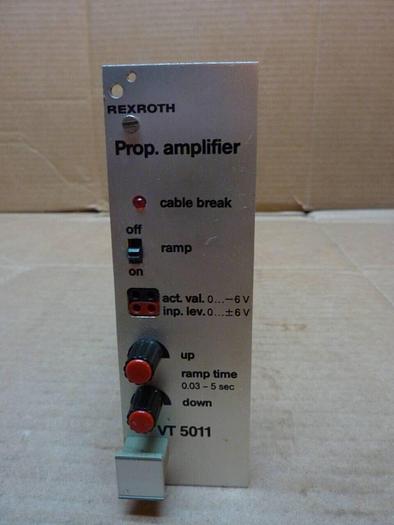 REXROTH
Prop. amplifier
cable break
off
ramp
on
act. val. 0...−6 V
inp. lev. 0...±6 V
up
ramp time
0.03 – 5 sec
down
VT 5011